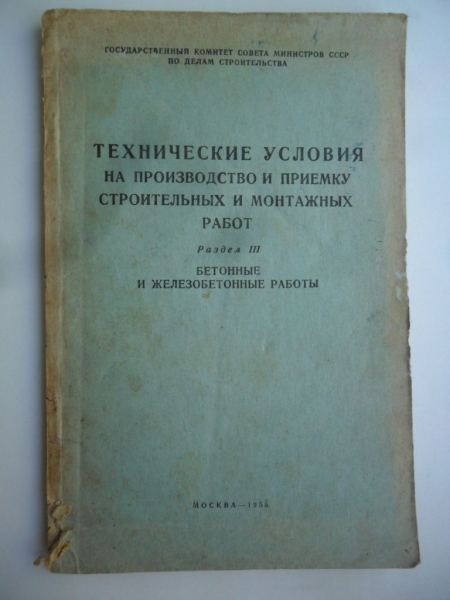 ГОСУДАРСТВЕННЫЙ КОМИТЕТ СОВЕТА МИНИСТРОВ СССР
ПО ДЕЛАМ СТРОИТЕЛЬСТВА
ТЕХНИЧЕСКИЕ УСЛОВИЯ
НА ПРОИЗВОДСТВО И ПРИЕМКУ
СТРОИТЕЛЬНЫХ И МОНТАЖНЫХ
РАБОТ
Раздел III
БЕТОННЫЕ
И ЖЕЛЕЗОБЕТОННЫЕ РАБОТЫ
МОСКВА—